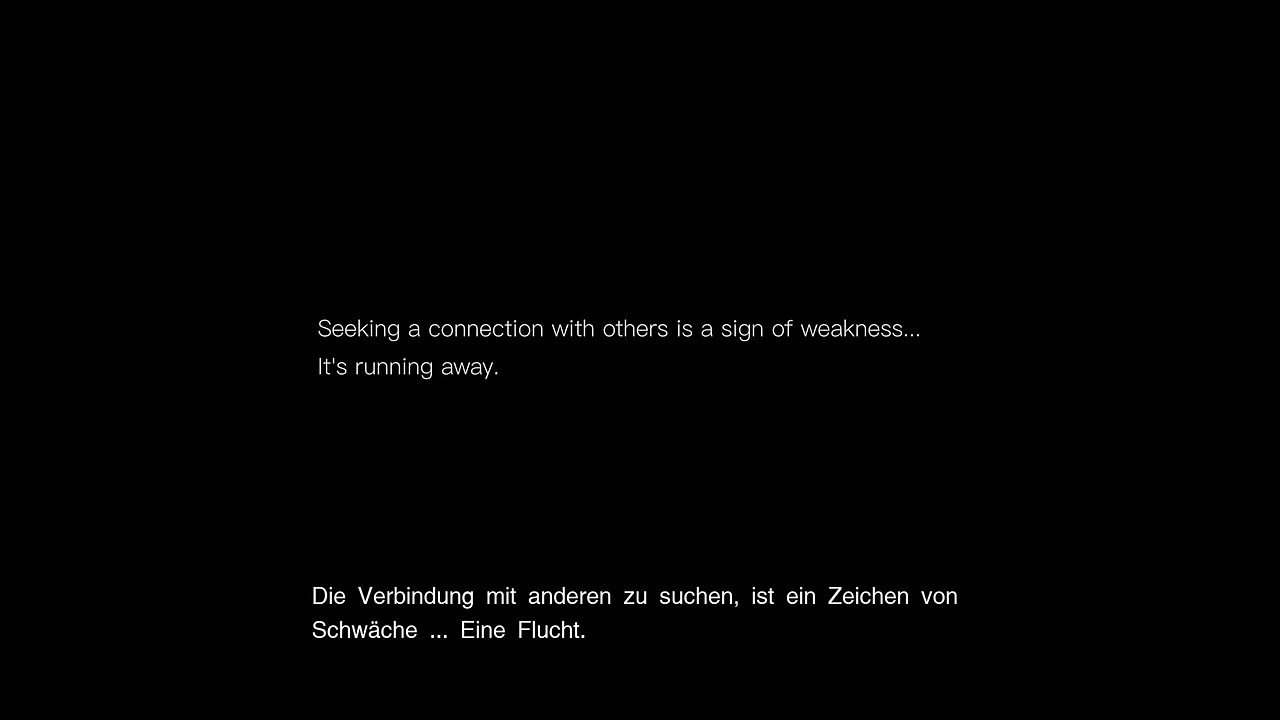 Seeking a connection with others is a sign of weakness...
It's running away.
Die Verbindung mit anderen zu suchen, ist ein Zeichen von
Schwäche ... Eine Flucht.